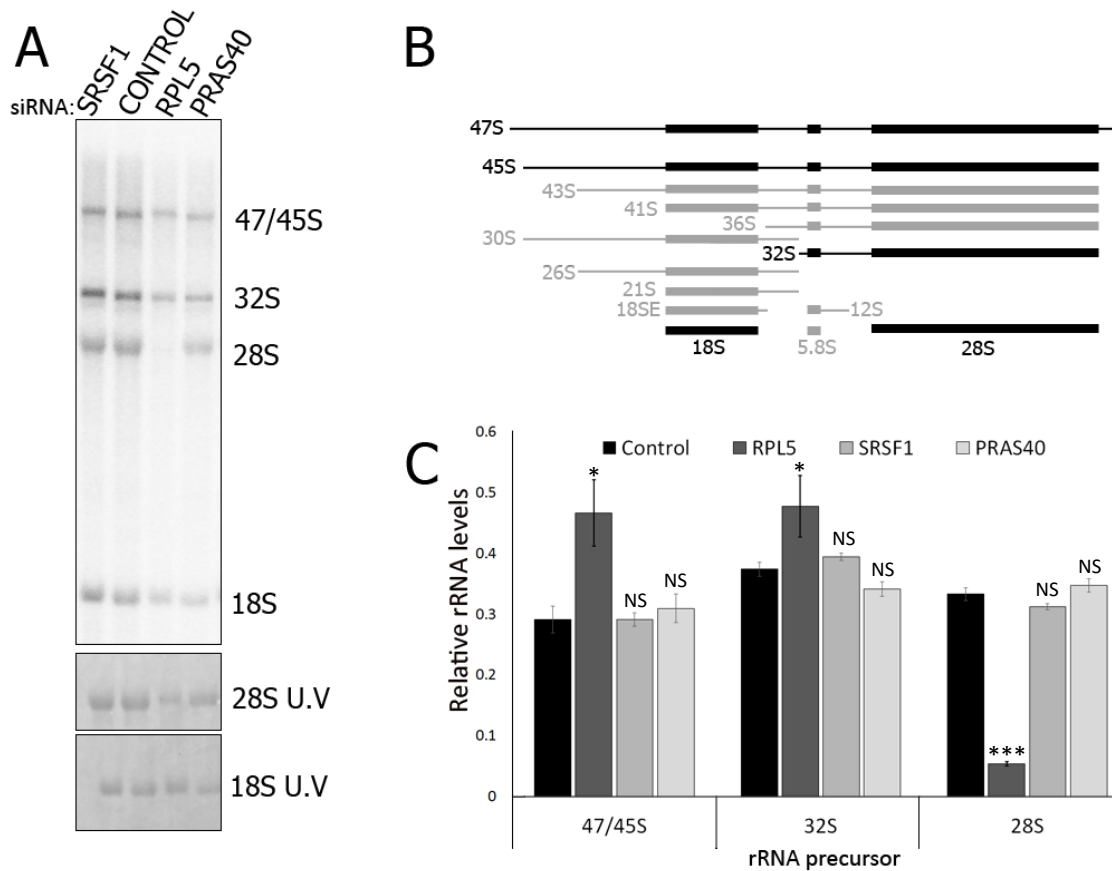 A
siRNA:
SRSF1
CONTROL
RPL5
PRAS40
47/45S
32S
28S
18S
28S U.V
18S U.V
B
47S
45S
43S
41S
36S
30S
32S
26S
21S
18SE
12S
18S
5.8S
28S
C
Relative rRNA levels
0.6
0.5
0.4
0.3
0.2
0.1
0
Control
RPL5
SRSF1
PRAS40
*
NS
NS
*
NS
NS
***
NS
NS
47/45S
32S
28S
rRNA precursor